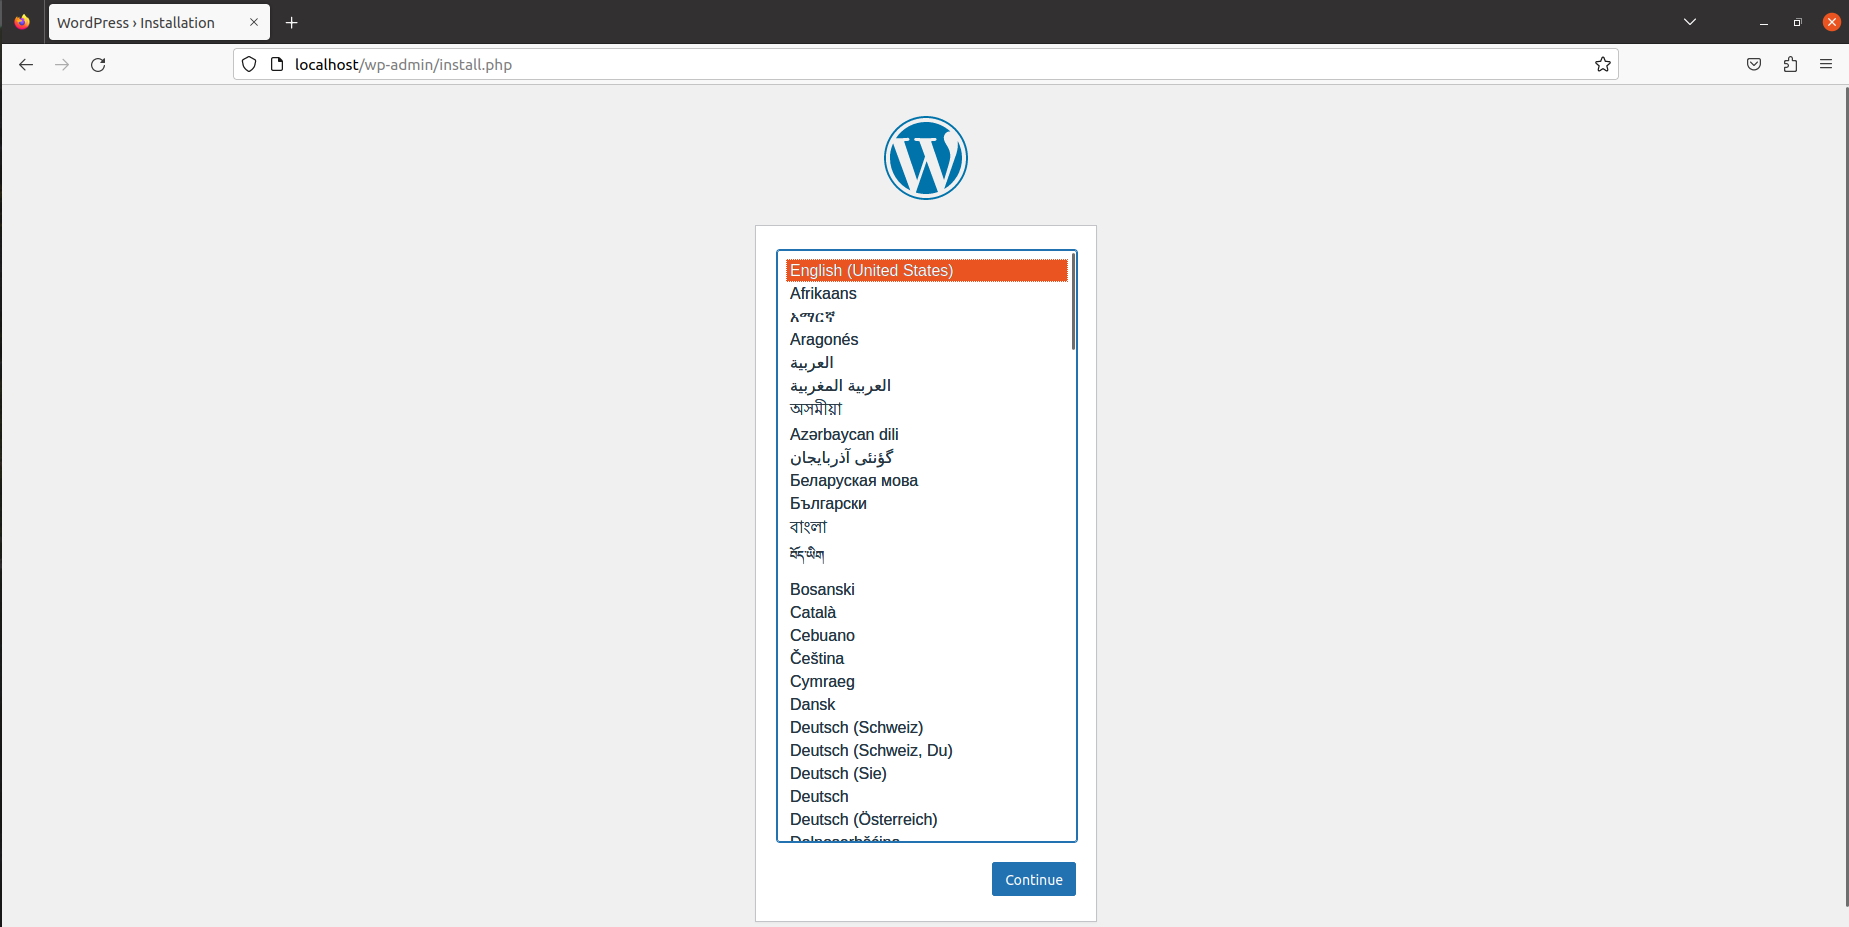 WordPress › Installation
localhost/wp-admin/install.php
English (United States)
Afrikaans
አማርኛ
Aragonés
العربية
العربية المغربية
অসমীয়া
Azərbaycan dili
گؤنئی آذربایجان
Беларуская мова
Български
বাংলা
བོད་ཡིག
Bosanski
Català
Cebuano
Čeština
Cymraeg
Dansk
Deutsch (Schweiz)
Deutsch (Schweiz, Du)
Deutsch (Sie)
Deutsch
Deutsch (Österreich)
Continue